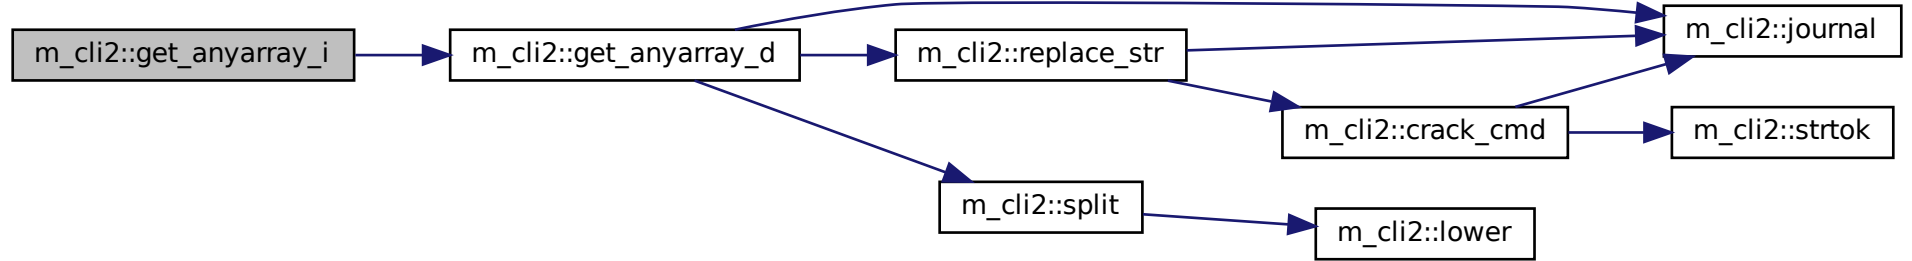 m_cli2::get_anyarray_i
m_cli2::get_anyarray_d
m_cli2::replace_str
m_cli2::journal
m_cli2::crack_cmd
m_cli2::strtok
m_cli2::split
m_cli2::lower